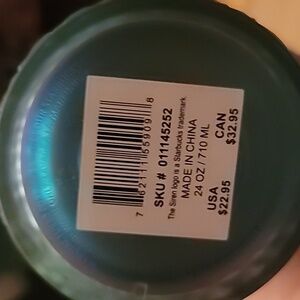 7 62111 55909 8
SKU # 011145252
The Siren logo is a Starbucks trademark.
MADE IN CHINA
24 OZ / 710 ML
USA CAN
$22.95 $32.95